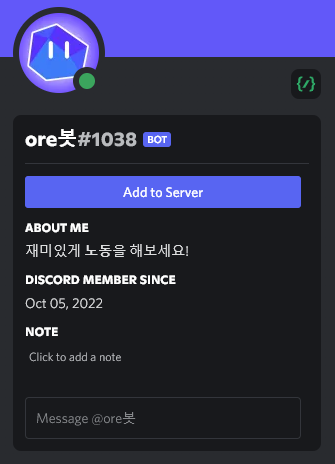 ore봇#1038 BOT
Add to Server
ABOUT ME
재미있게 노동을 해보세요!
DISCORD MEMBER SINCE
Oct 05, 2022
NOTE
Click to add a note
Message @ore봇